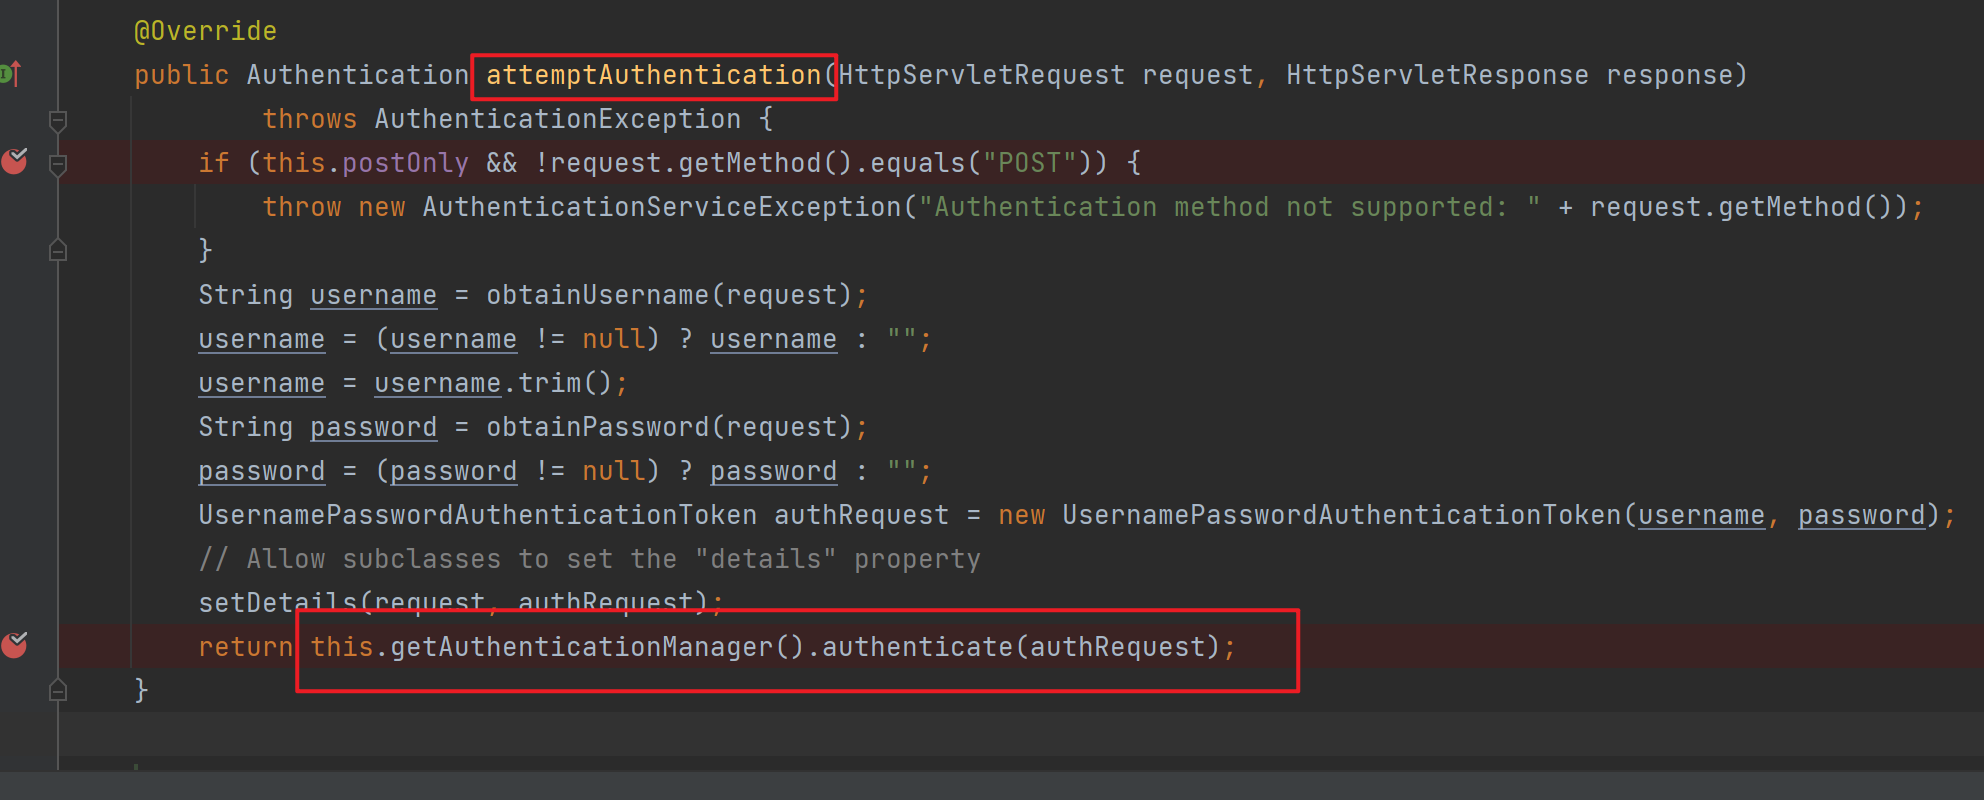 @Override
public Authentication attemptAuthentication(HttpServletRequest request, HttpServletResponse response)
throws AuthenticationException {
if (this.postOnly && !request.getMethod().equals("POST")) {
throw new AuthenticationServiceException("Authentication method not supported: " + request.getMethod());
}
String username = obtainUsername(request);
username = (username != null) ? username : "";
username = username.trim();
String password = obtainPassword(request);
password = (password != null) ? password : "";
UsernamePasswordAuthenticationToken authRequest = new UsernamePasswordAuthenticationToken(username, password);
// Allow subclasses to set the "details" property
setDetails(request, authRequest);
return this.getAuthenticationManager().authenticate(authRequest);
}